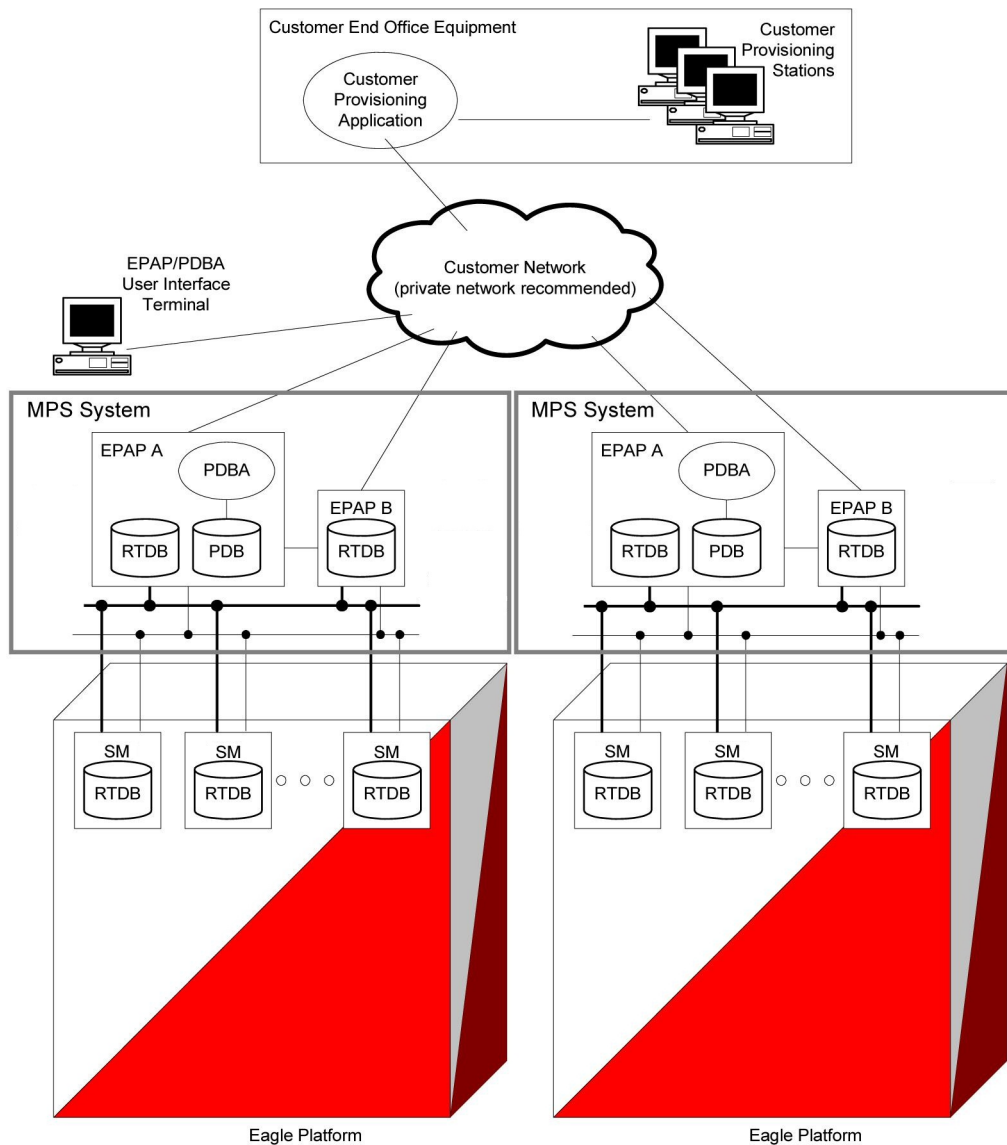 Customer End Office Equipment
Customer
Provisioning
Stations
Customer
Provisioning
Application
Customer Network
(private network recommended)
EPAP/PDBA
User Interface
Terminal
MPS System
EPAP A
PDBA
EPAP B
RTDB
PDB
RTDB
MPS System
EPAP A
PDBA
EPAP B
RTDB
PDB
RTDB
SM
RTDB
SM
RTDB
SM
RTDB
SM
RTDB
SM
RTDB
SM
RTDB
Eagle Platform
Eagle Platform